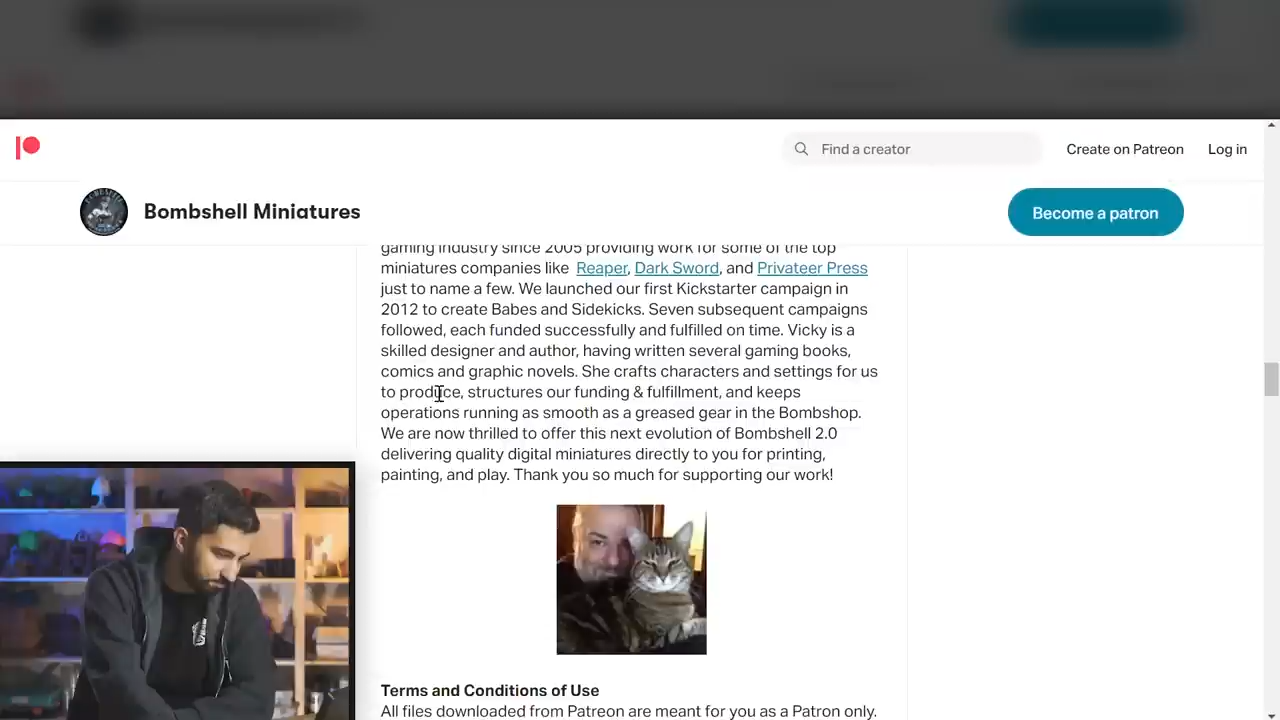 Find a creator
Create on Patreon
Log in
Bombshell Miniatures
Become a patron
gaming industry since 2005 providing work for some of the top
miniatures companies like Reaper, Dark Sword, and Privateer Press
just to name a few. We launched our first Kickstarter campaign in
2012 to create Babes and Sidekicks. Seven subsequent campaigns
followed, each funded successfully and fulfilled on time. Vicky is a
skilled designer and author, having written several gaming books,
comics and graphic novels. She crafts characters and settings for us
to produce, structures our funding & fulfillment, and keeps
operations running as smooth as a greased gear in the Bombshop.
We are now thrilled to offer this next evolution of Bombshell 2.0
delivering quality digital miniatures directly to you for printing,
painting, and play. Thank you so much for supporting our work!
Terms and Conditions of Use
All files downloaded from Patreon are meant for you as a Patron only.